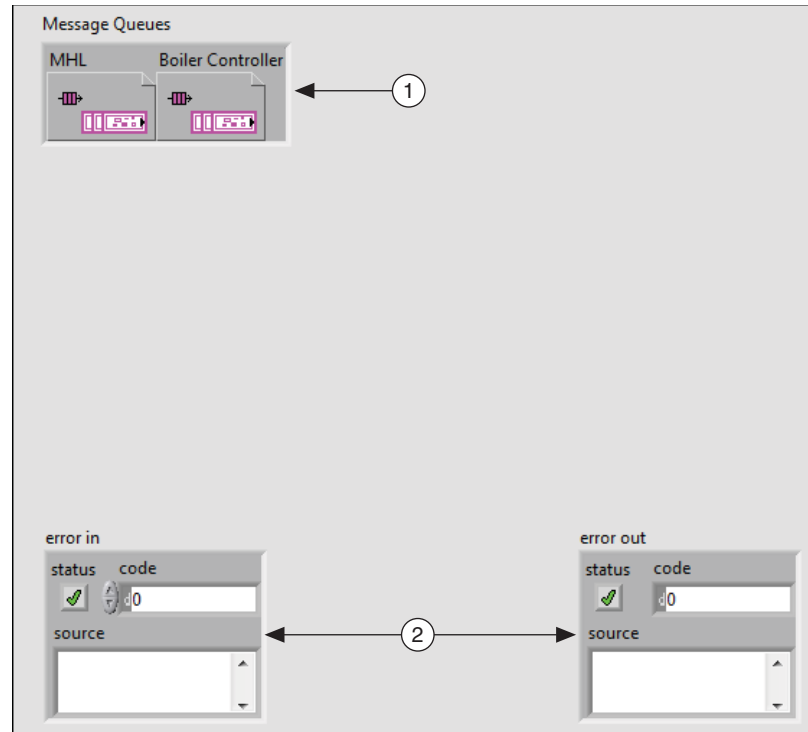 Message Queues
MHL Boiler Controller
1
error in
error out
status code
status code
d 0
d 0
source
source
2